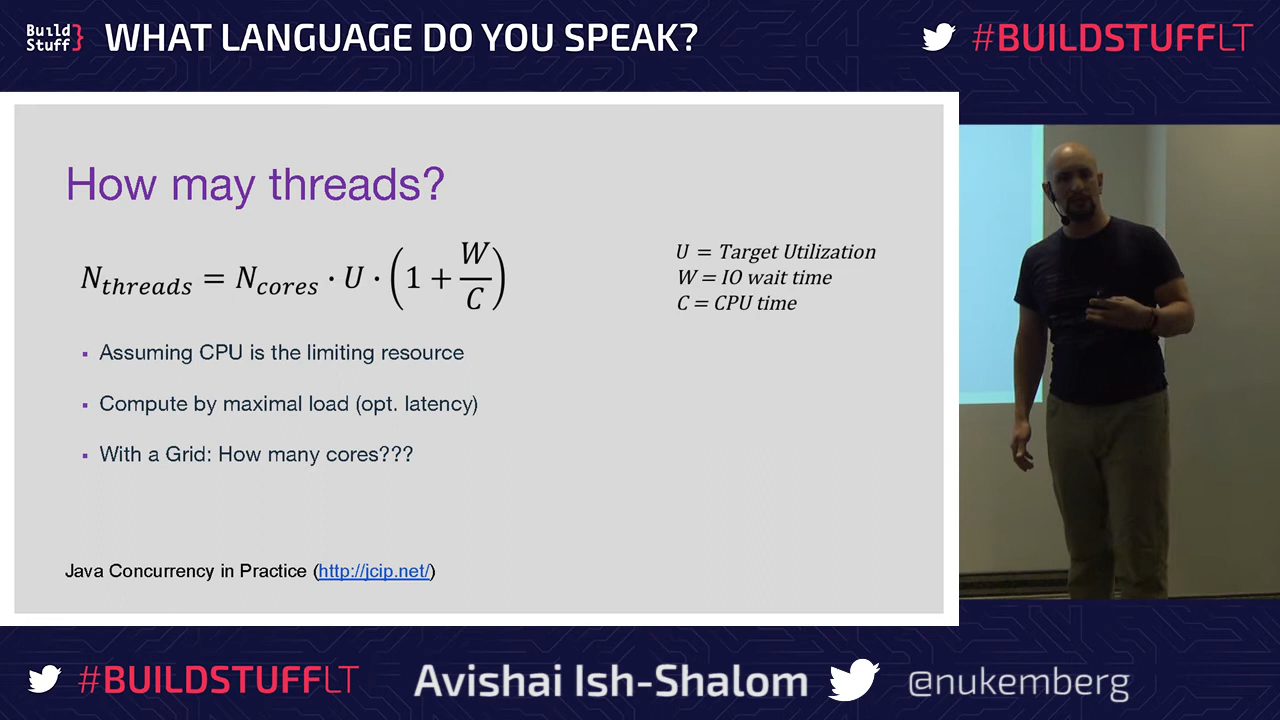 Build
Stuff}
WHAT LANGUAGE DO YOU SPEAK?
#BUILDSTUFFLT
How may threads?
N_threads = N_cores · U · (1 + W/C)
U = Target Utilization
W = IO wait time
C = CPU time
▪ Assuming CPU is the limiting resource
▪ Compute by maximal load (opt. latency)
▪ With a Grid: How many cores???
Java Concurrency in Practice (http://jcip.net/)
#BUILDSTUFFLT
Avishai Ish-Shalom
@nukemberg